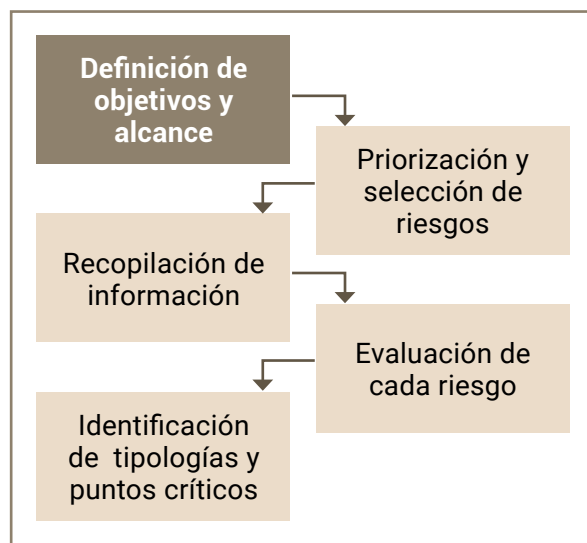 Definición de
objetivos y
alcance
Priorización y
selección de
riesgos
Recopilación de
información
Evaluación de
cada riesgo
Identificación
de tipologías y
puntos críticos